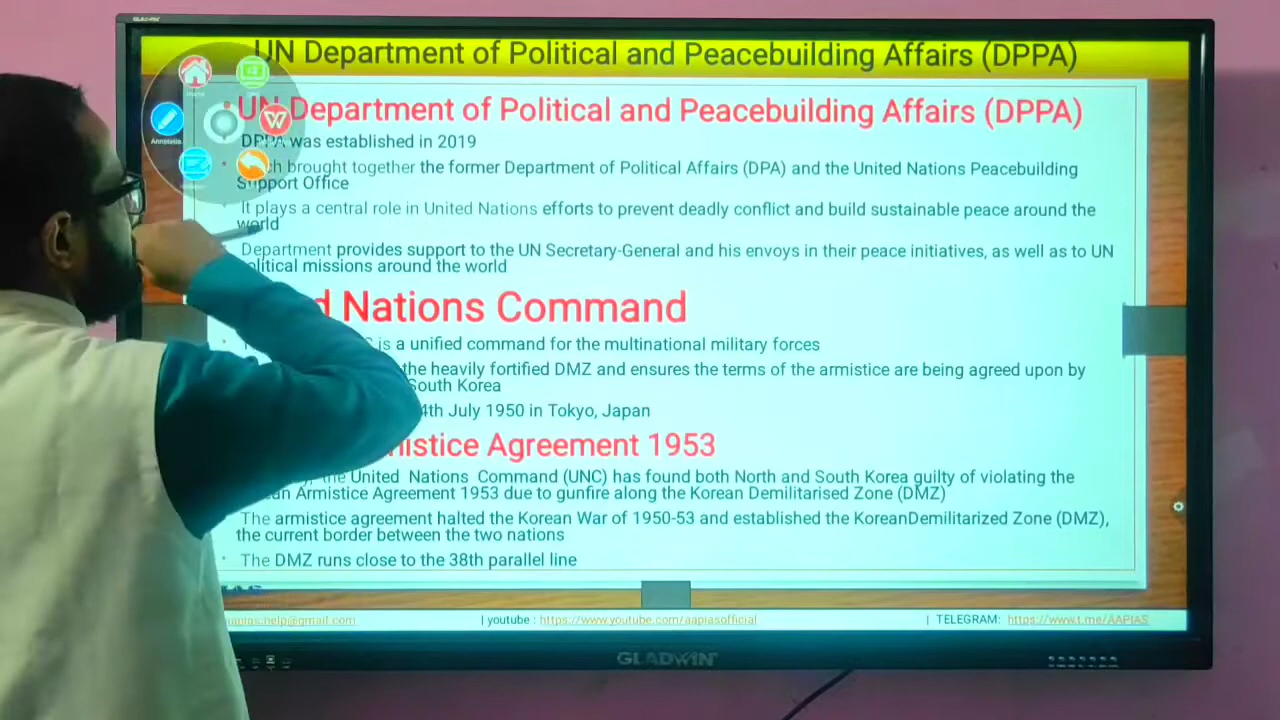 UN Department of Political and Peacebuilding Affairs (DPPA)
Home
UN Department of Political and Peacebuilding Affairs (DPPA)
Annotatio
DPPA was established in 2019
brought together the former Department of Political Affairs (DPA) and the United Nations Peacebuilding
Support Office
It plays a central role in United Nations efforts to prevent deadly conflict and build sustainable peace around the
world
Department provides support to the UN Secretary-General and his envoys in their peace initiatives, as well as to UN
political missions around the world
Nations Command
is a unified command for the multinational military forces
the heavily fortified DMZ and ensures the terms of the armistice are being agreed upon by
South Korea
4th July 1950 in Tokyo, Japan
Agreement 1953
the United Nations Command (UNC) has found both North and South Korea guilty of violating the
Armistice Agreement 1953 due to gunfire along the Korean Demilitarised Zone (DMZ)
The armistice agreement halted the Korean War of 1950-53 and established the KoreanDemilitarized Zone (DMZ),
the current border between the two nations
The DMZ runs close to the 38th parallel line
| youtube : https://www.youtube.com/aapiasofficial | TELEGRAM: https://www.t.me/AAPIAS
GLADWIN